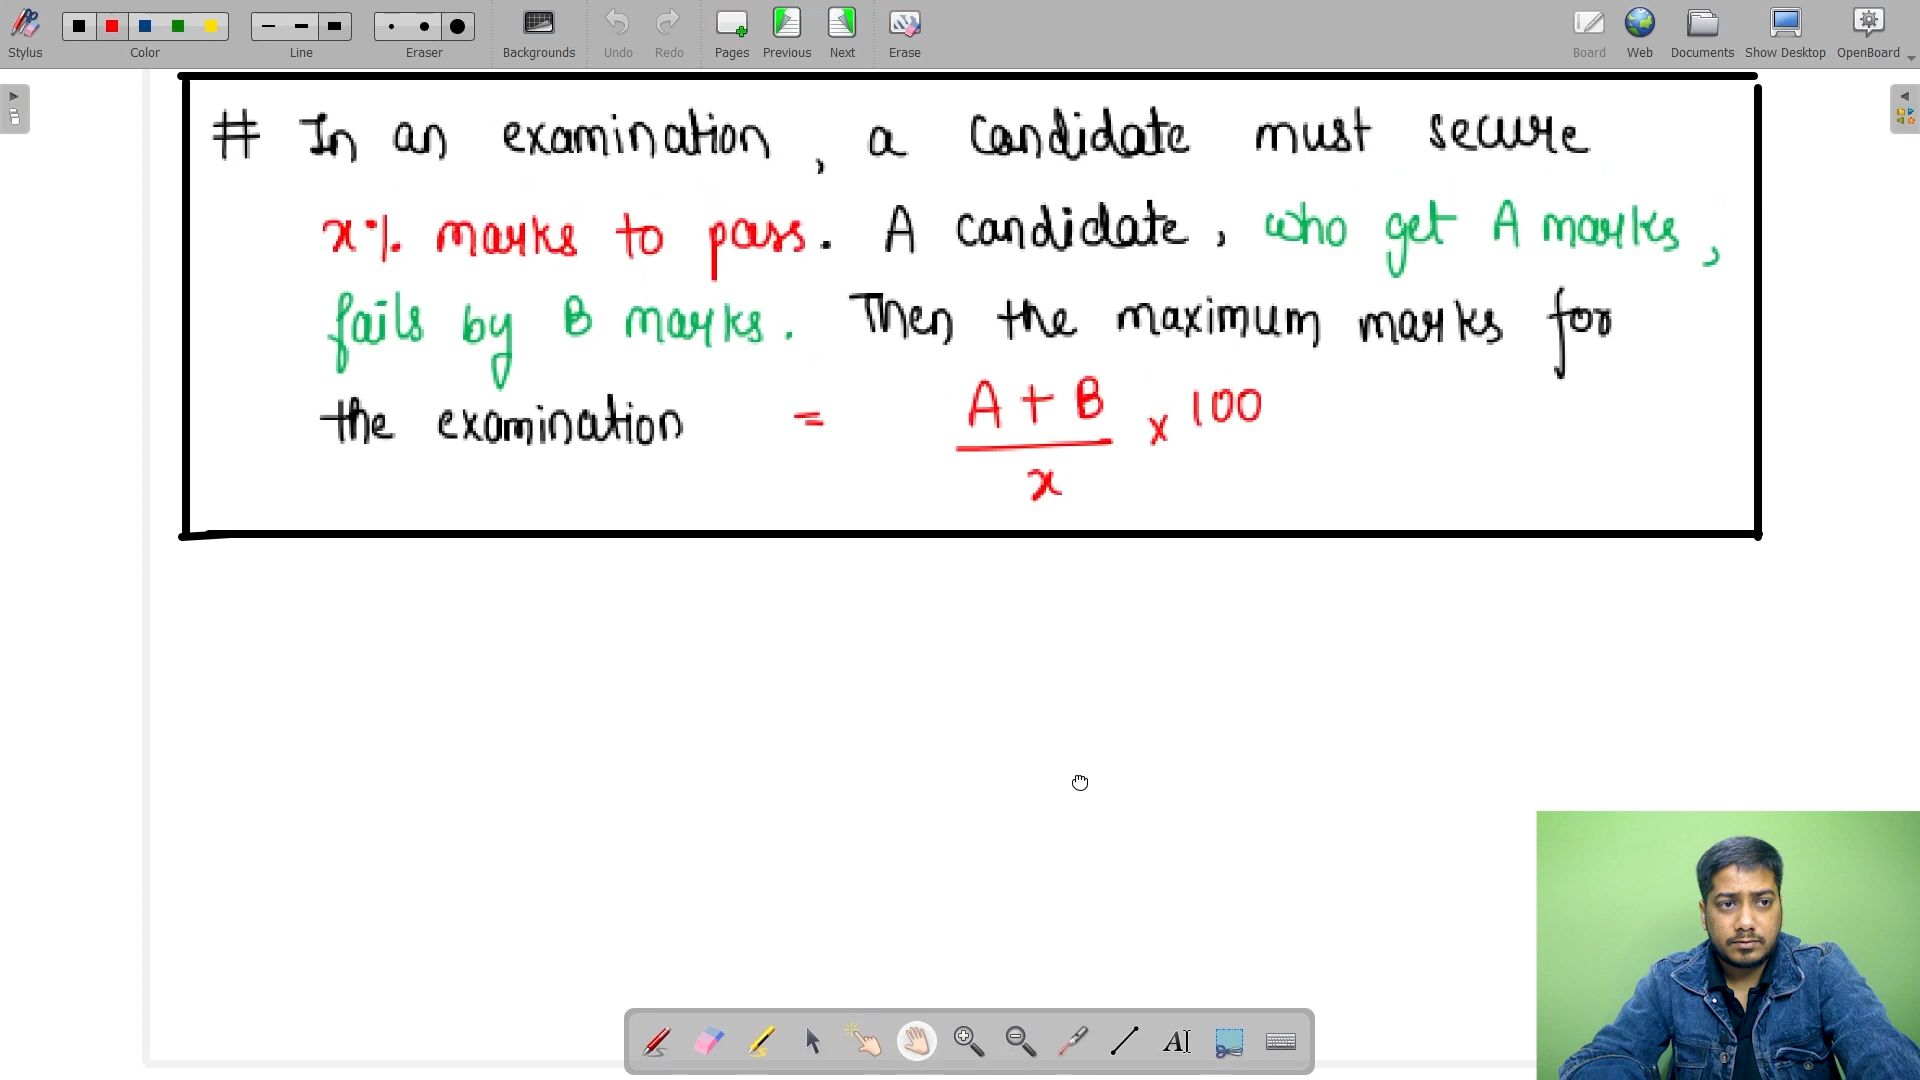 Stylus Color Line Eraser Backgrounds Undo Redo Pages Previous Next Erase Board Web Documents Show Desktop OpenBoard
# In an examination, a candidate must secure
x% marks to pass. A candidate, who get A marks,
fails by B marks. Then the maximum marks for
the examination = A + B / x × 100